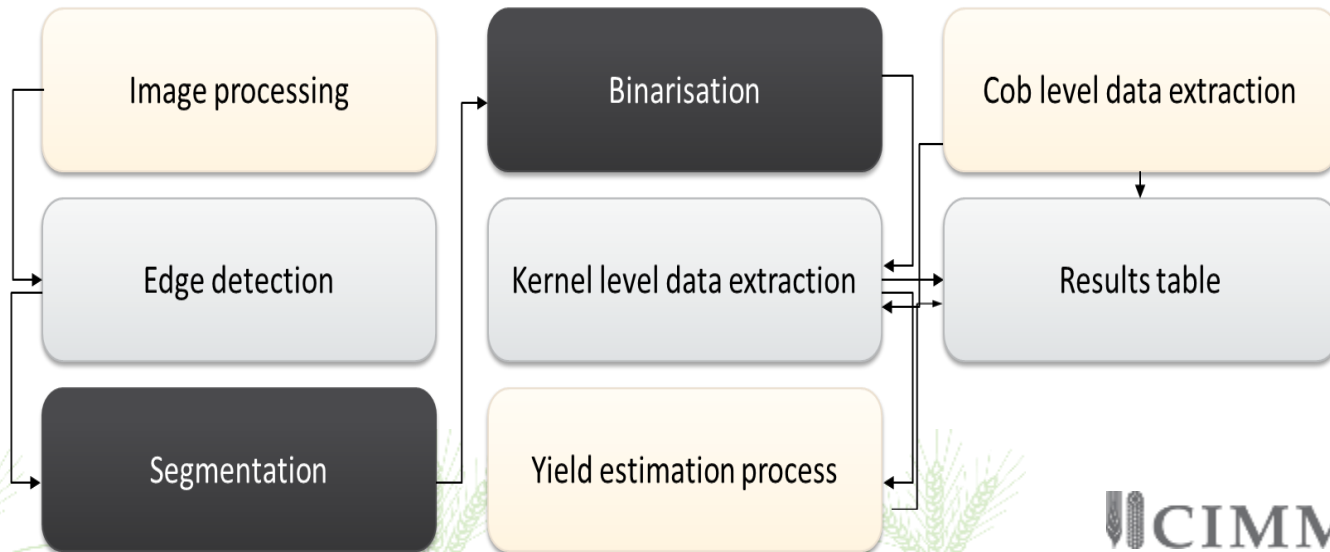 Image processing
Binarisation
Cob level data extraction
Edge detection
Kernel level data extraction
Results table
Segmentation
Yield estimation process
CIMM